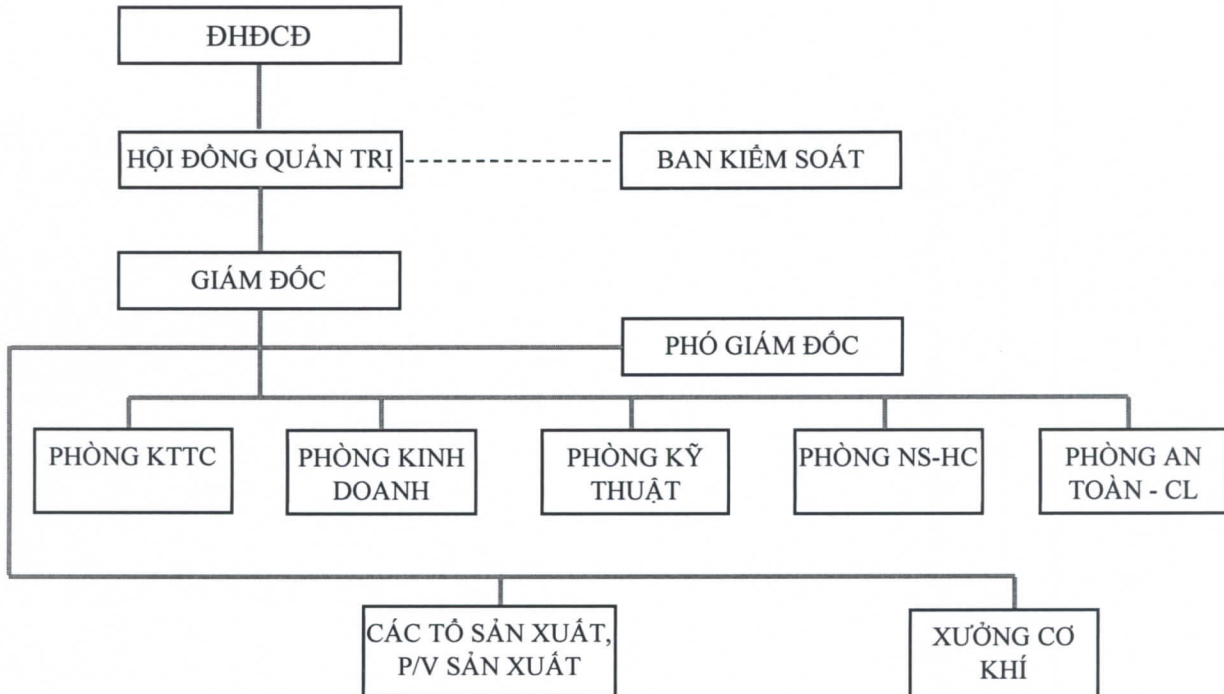 ĐHĐCĐ
HỘI ĐỒNG QUẢN TRỊ
BAN KIỂM SOÁT
GIÁM ĐỐC
PHÓ GIÁM ĐỐC
PHÒNG KTTC
PHÒNG KINH
DOANH
PHÒNG KỸ
THUẬT
PHÒNG NS-HC
PHÒNG AN
TOÀN - CL
CÁC TỔ SẢN XUẤT,
P/V SẢN XUẤT
XƯỞNG CƠ
KHÍ